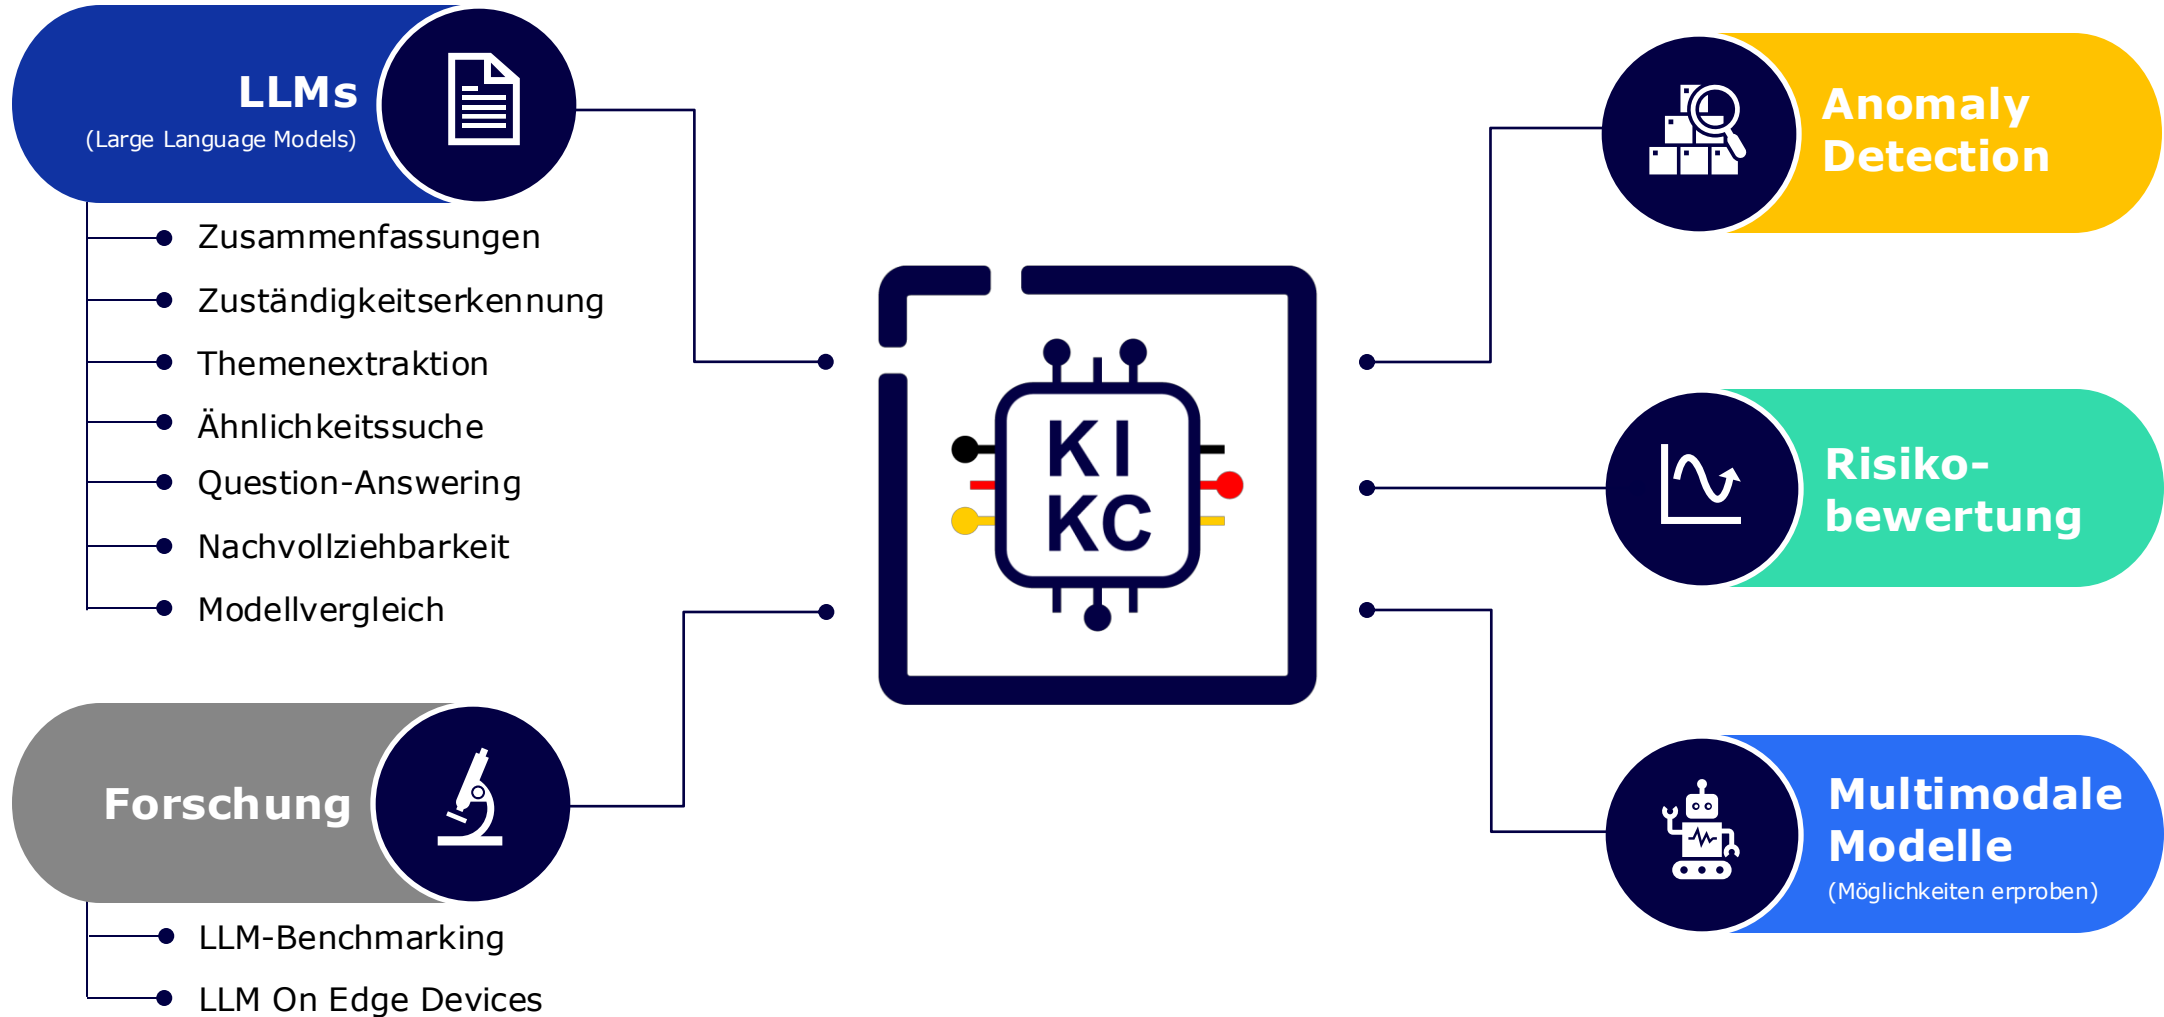 LLMs
(Large Language Models)
Zusammenfassungen
Zuständigkeitserkennung
Themenextraktion
Ähnlichkeitssuche
Question-Answering
Nachvollziehbarkeit
Modellvergleich
Forschung
LLM-Benchmarking
LLM On Edge Devices
KI
KC
Anomaly
Detection
Risiko-
bewertung
Multimodale
Modelle
(Möglichkeiten erproben)